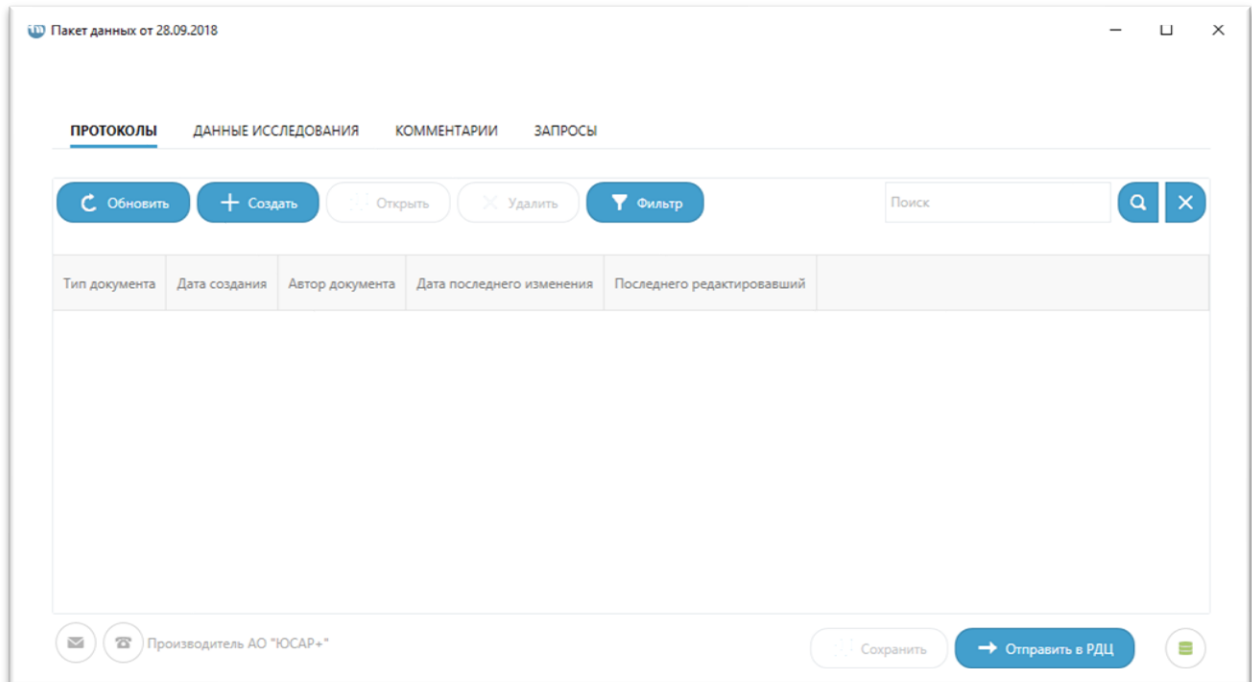 Пакет данных от 28.09.2018
ПРОТОКОЛЫ ДАННЫЕ ИССЛЕДОВАНИЯ КОММЕНТАРИИ ЗАПРОСЫ
Обновить Создать Открыть Удалить Фильтр Поиск
Тип документа Дата создания Автор документа Дата последнего изменения Последнего редактировавший
Производитель АО "ЮСАР+" Сохранить Отправить в РДЦ